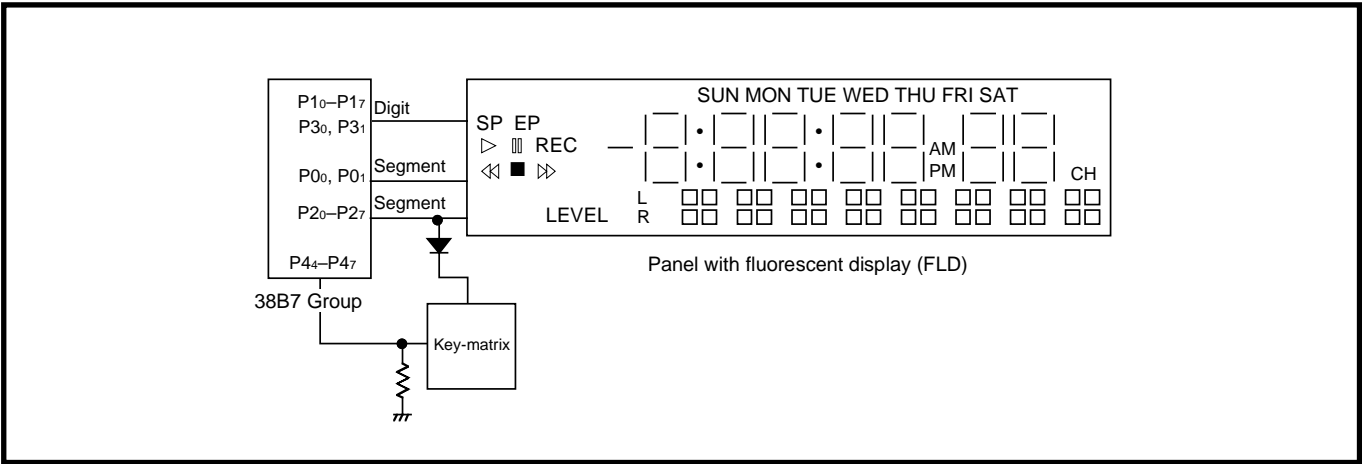 P10–P17
P30, P31
Digit
P00, P01
Segment
P20–P27
Segment
P44–P47
38B7 Group
Key-matrix
SUN MON TUE WED THU FRI SAT
SP EP
REC
AM
PM
CH
L
LEVEL R
Panel with fluorescent display (FLD)